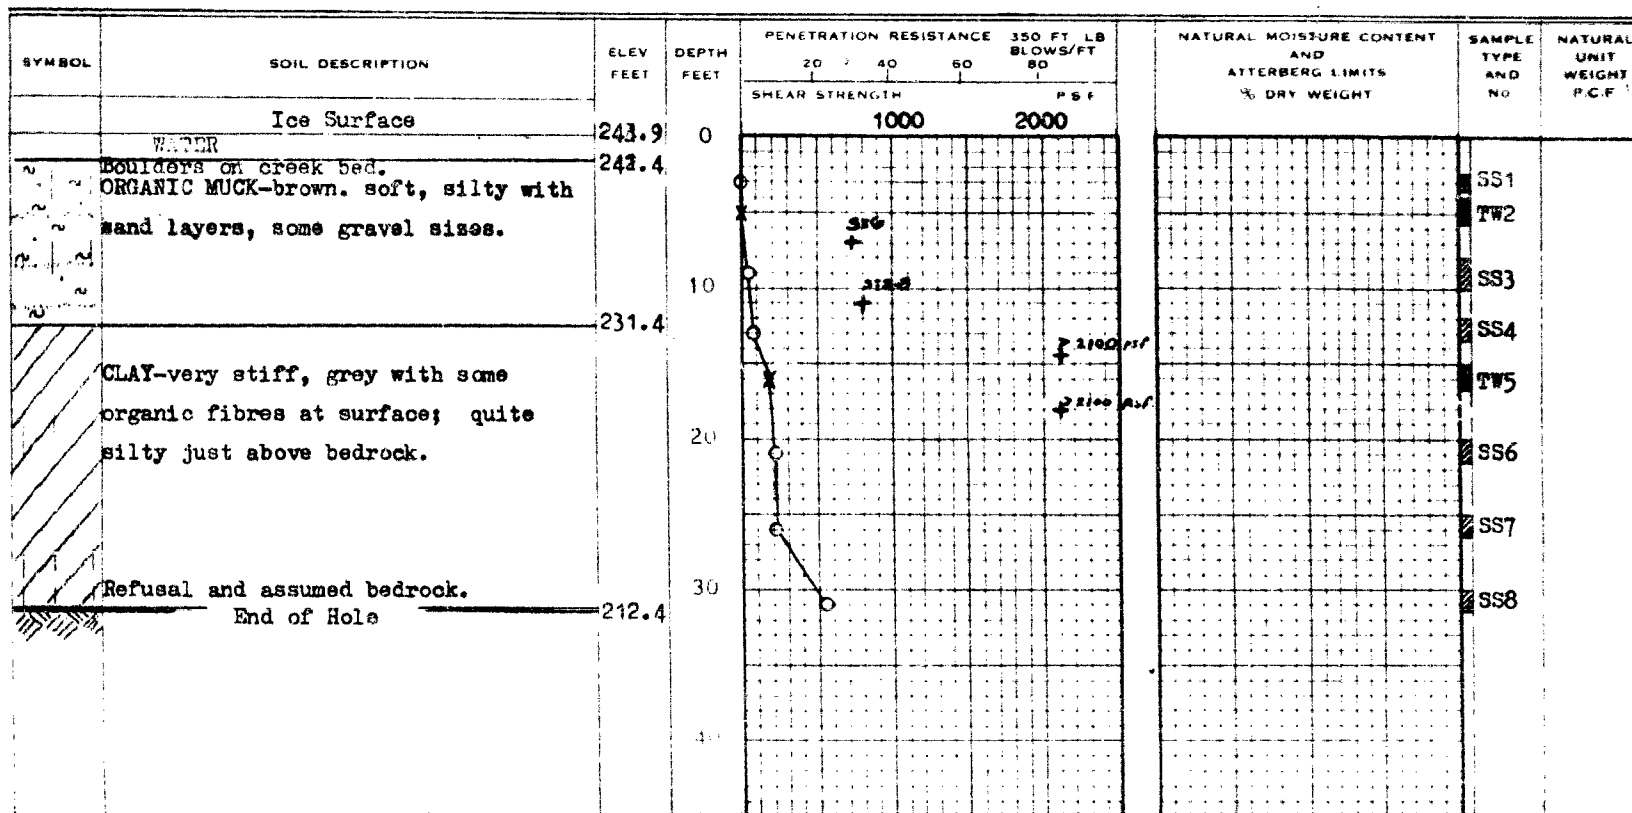 SYMBOL
SOIL DESCRIPTION
ELEV
FEET
DEPTH
FEET
PENETRATION RESISTANCE 350 FT LB
BLOWS/FT
20 40 60 80
SHEAR STRENGTH P S F
1000 2000
NATURAL MOISTURE CONTENT
AND
ATTERBERG LIMITS
% DRY WEIGHT
SAMPLE
TYPE
AND
NO
NATURAL
UNIT
WEIGHT
P.C.F
Ice Surface
243.9
0
WATER
Boulders on creek bed.
242.4
ORGANIC MUCK-brown. soft, silty with
sand layers, some gravel sizes.
SS1
TW2
10
SS3
231.4
SS4
2100 psf
CLAY-very stiff, grey with some
organic fibres at surface; quite
silty just above bedrock.
TW5
2100 psf
20
SS6
SS7
Refusal and assumed bedrock.
30
SS8
End of Hole
212.4
40